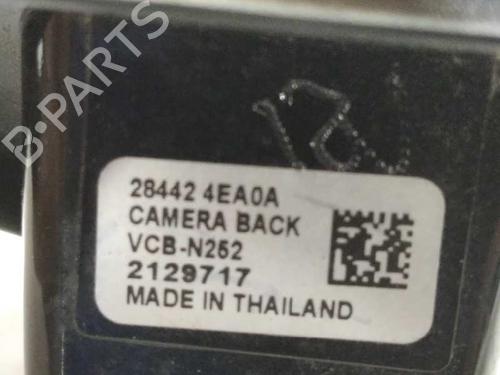 B-PARTS
28442 4EA0A
CAMERA BACK
VCB-N252
2129717
MADE IN THAILAND